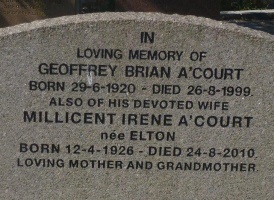 IN
LOVING MEMORY OF
GEOFFREY BRIAN A'COURT
BORN 29-6-1920 - DIED 26-8-1999
ALSO OF HIS DEVOTED WIFE
MILLICENT IRENE A'COURT
née ELTON
BORN 12-4-1926 - DIED 24-8-2010
LOVING MOTHER AND GRANDMOTHER